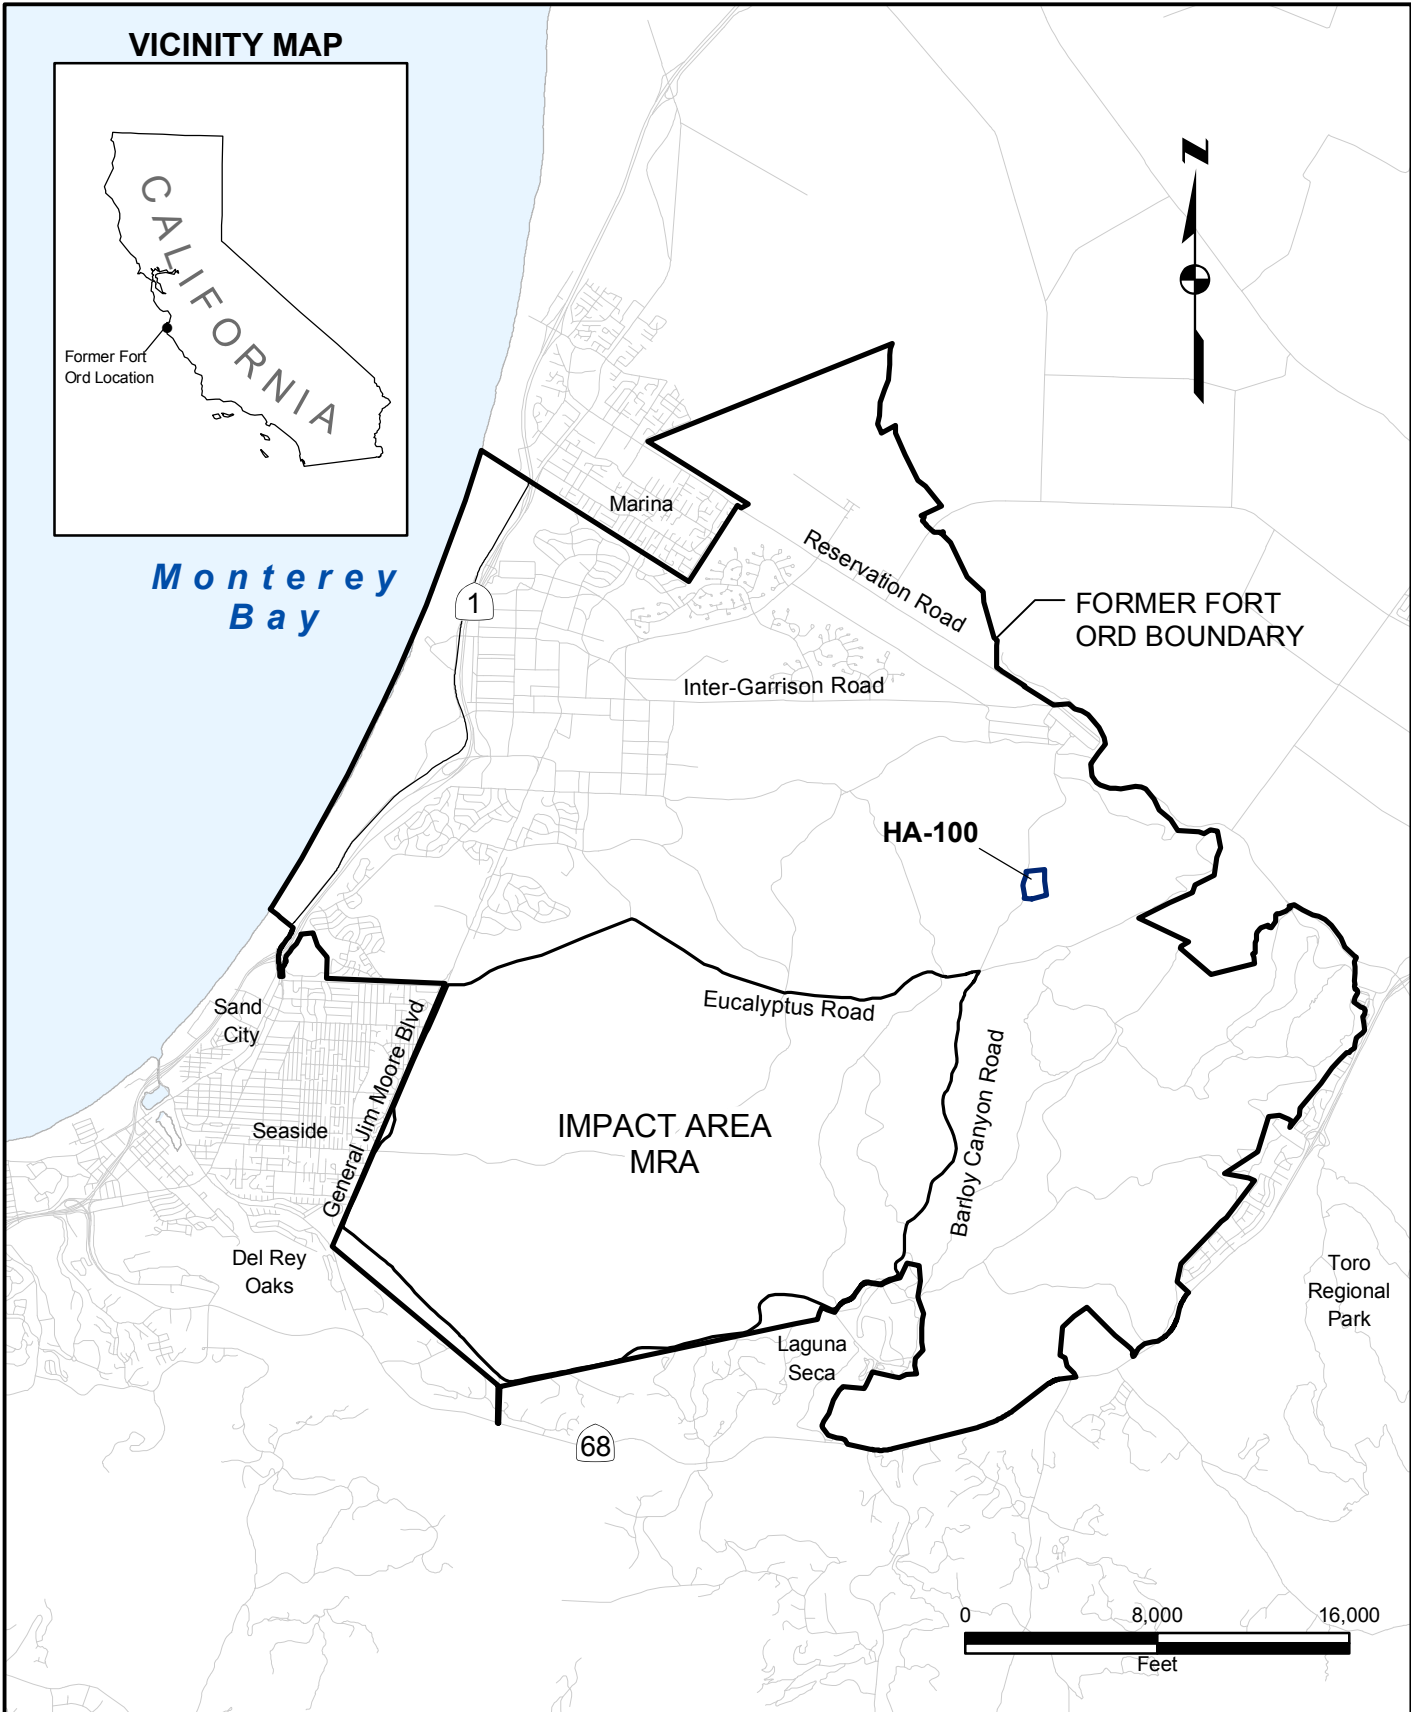 VICINITY MAP
CALIFORNIA
Former Fort
Ord Location
N
Monterey
Bay
1
Marina
Reservation Road
FORMER FORT
ORD BOUNDARY
Inter-Garrison Road
HA-100
Sand
City
General Jim Moore Blvd
Eucalyptus Road
Barloy Canyon Road
Seaside
IMPACT AREA
MRA
Del Rey
Oaks
Toro
Regional
Park
Laguna
Seca
68
0 8,000 16,000
Feet